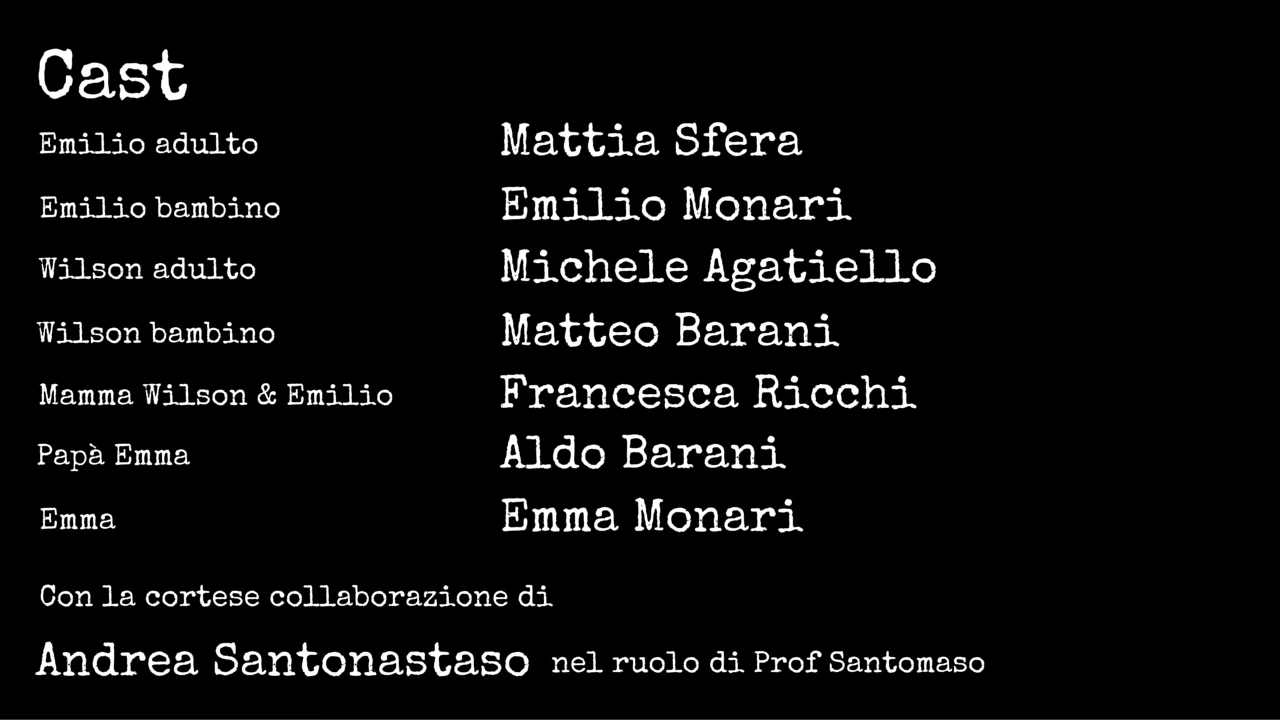 Cast
Emilio adulto Mattia Sfera
Emilio bambino Emilio Monari
Wilson adulto Michele Agatiello
Wilson bambino Matteo Barani
Mamma Wilson & Emilio Francesca Ricchi
Papà Emma Aldo Barani
Emma Emma Monari
Con la cortese collaborazione di
Andrea Santonastaso nel ruolo di Prof Santomaso